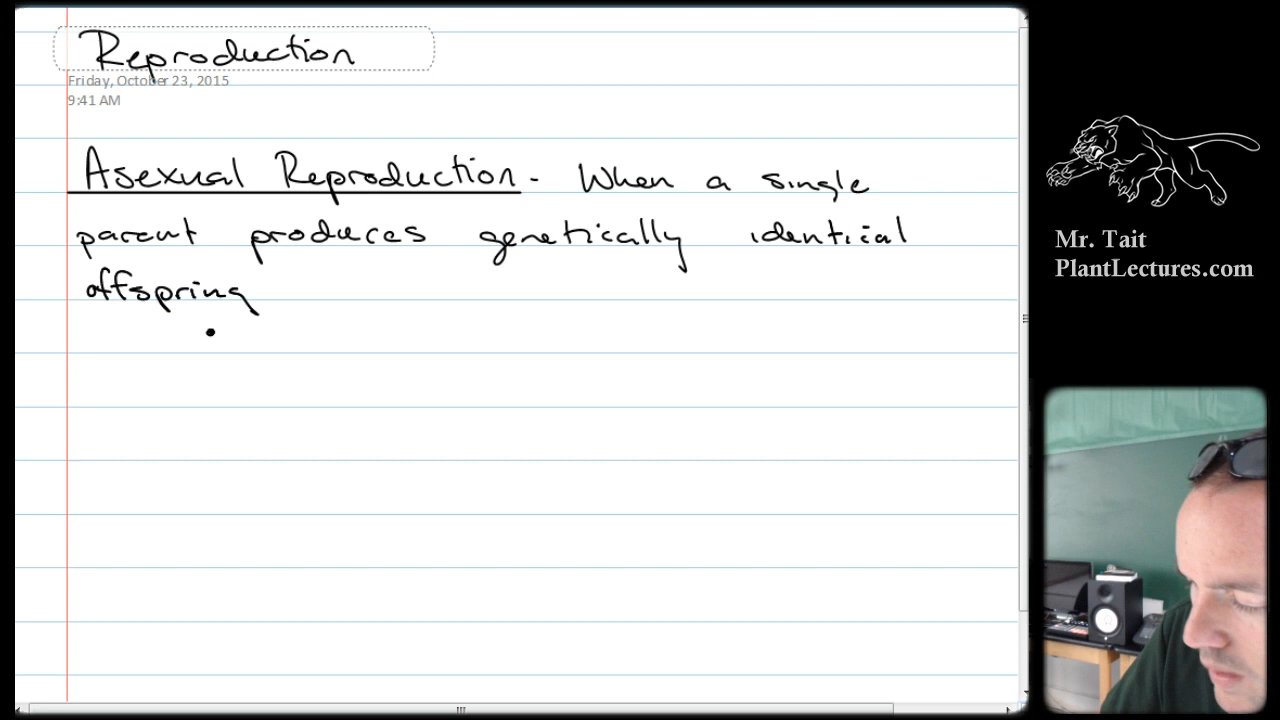 Reproduction
Friday, October 23, 2015
9:41 AM
Asexual Reproduction - When a single
parent produces genetically identical
offspring
Mr. Tait
PlantLectures.com